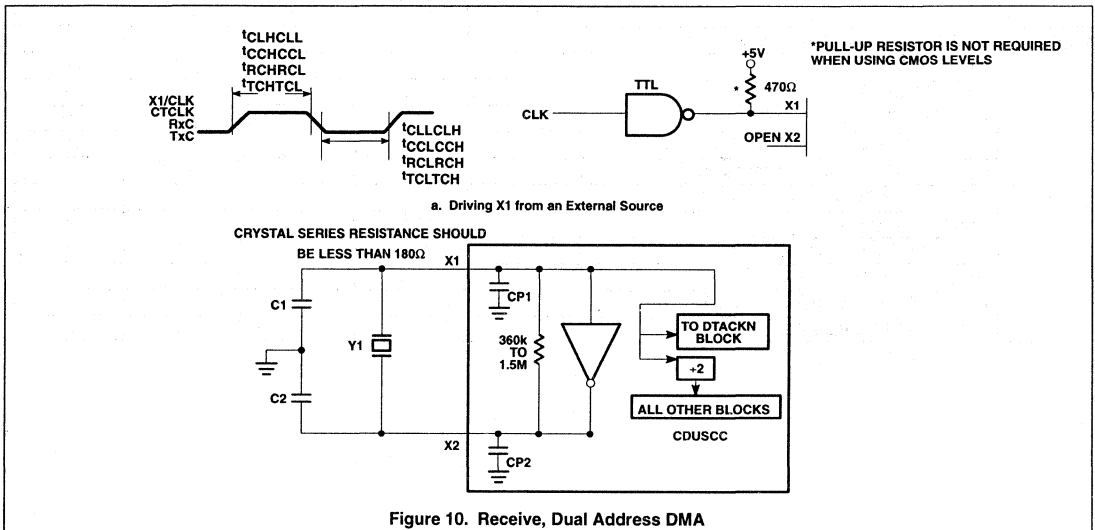 tCLHCLL
tCCHCCL
tRCHRCL
tTCHTCL
X1/CLK
CTCLK
RxC
TxC
tCLLCLH
tCCLCCH
tRCLRCH
tTCLTCH
CLK
TTL
+5V
*
470Ω
X1
OPEN X2
*PULL-UP RESISTOR IS NOT REQUIRED
WHEN USING CMOS LEVELS
a. Driving X1 from an External Source
CRYSTAL SERIES RESISTANCE SHOULD
BE LESS THAN 180Ω
X1
C1
CP1
Y1
360k
TO
1.5M
TO DTACKN
BLOCK
÷2
C2
ALL OTHER BLOCKS
CDUSCC
X2
CP2
Figure 10. Receive, Dual Address DMA